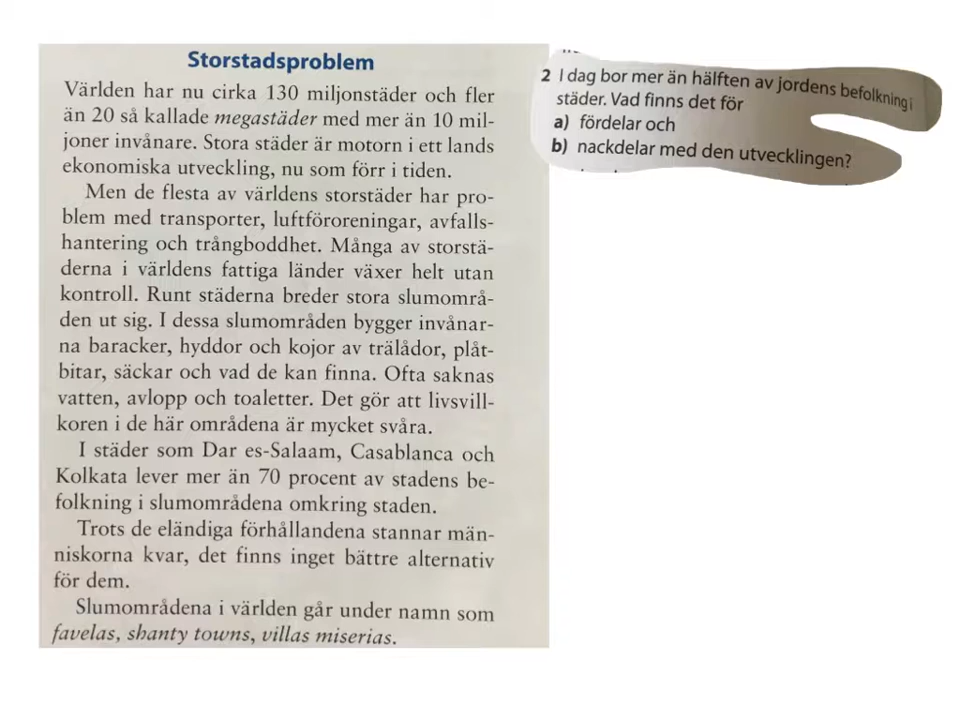 Storstadsproblem
Världen har nu cirka 130 miljonstäder och fler
än 20 så kallade megastäder med mer än 10 mil-
joner invånare. Stora städer är motorn i ett lands
ekonomiska utveckling, nu som förr i tiden.
Men de flesta av världens storstäder har pro-
blem med transporter, luftföroreningar, avfalls-
hantering och trångboddhet. Många av storstä-
derna i världens fattiga länder växer helt utan
kontroll. Runt städerna breder stora slumområ-
den ut sig. I dessa slumområden bygger invånar-
na baracker, hyddor och kojor av trälådor, plåt-
bitar, säckar och vad de kan finna. Ofta saknas
vatten, avlopp och toaletter. Det gör att livsvill-
koren i de här områdena är mycket svåra.
I städer som Dar es-Salaam, Casablanca och
Kolkata lever mer än 70 procent av stadens be-
folkning i slumområdena omkring staden.
Trots de eländiga förhållandena stannar män-
niskorna kvar, det finns inget bättre alternativ
för dem.
Slumområdena i världen går under namn som
favelas, shanty towns, villas miserias.
2 I dag bor mer än hälften av jordens befolkning i
städer. Vad finns det för
a) fördelar och
b) nackdelar med den utvecklingen?